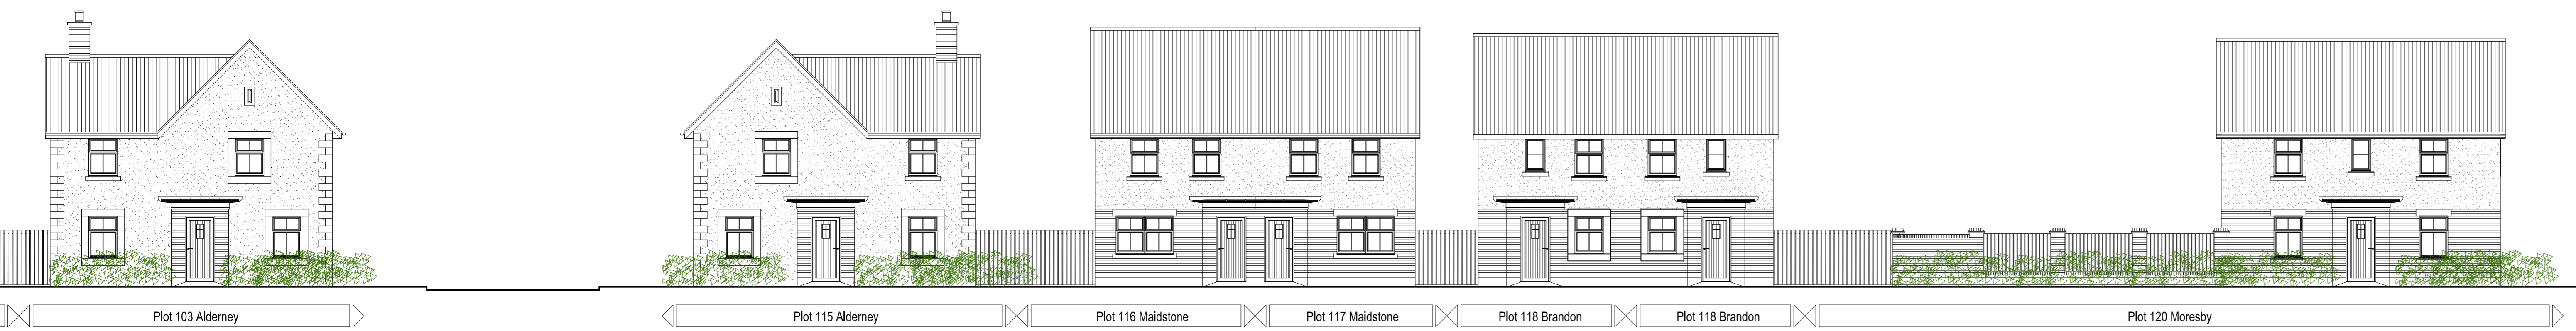 Plot 103 Alderney
Plot 115 Alderney
Plot 116 Maidstone
Plot 117 Maidstone
Plot 118 Brandon
Plot 118 Brandon
Plot 120 Moresby